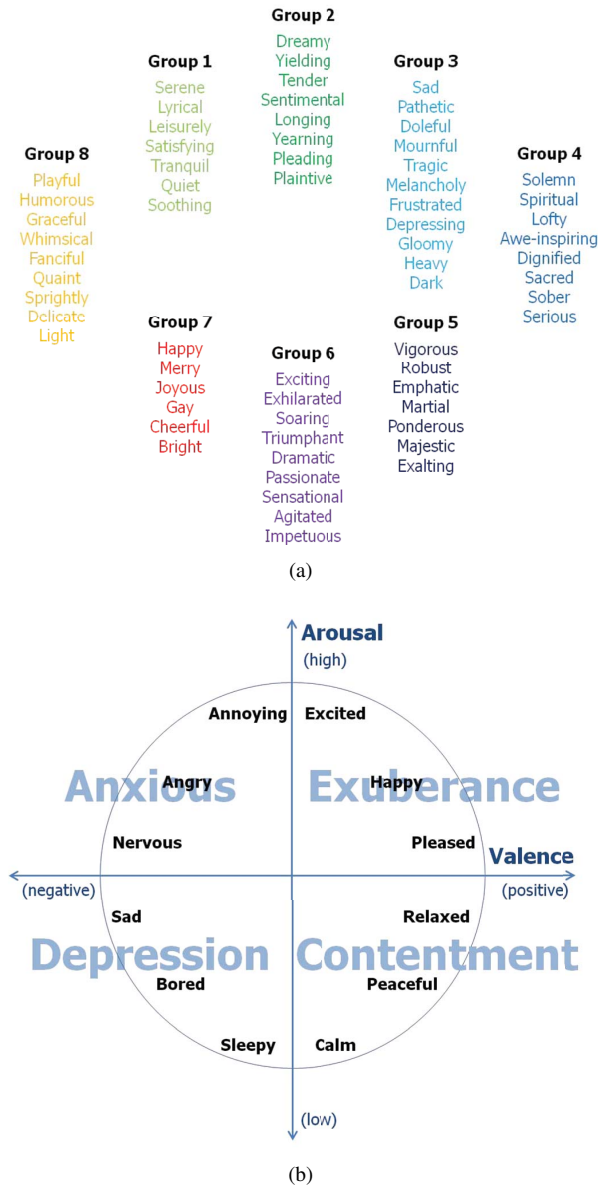 Group 2
Dreamy
Yielding
Tender
Sentimental
Longing
Yearning
Pleading
Plaintive
Group 1
Serene
Lyrical
Leisurely
Satisfying
Tranquil
Quiet
Soothing
Group 3
Sad
Pathetic
Doleful
Mournful
Tragic
Melancholy
Frustrated
Depressing
Gloomy
Heavy
Dark
Group 8
Playful
Humorous
Graceful
Whimsical
Fanciful
Quaint
Sprightly
Delicate
Light
Group 4
Solemn
Spiritual
Lofty
Awe-inspiring
Dignified
Sacred
Sober
Serious
Group 7
Happy
Merry
Joyous
Gay
Cheerful
Bright
Group 6
Exciting
Exhilarated
Soaring
Triumphant
Dramatic
Passionate
Sensational
Agitated
Impetuous
Group 5
Vigorous
Robust
Emphatic
Martial
Ponderous
Majestic
Exalting
(a)
Arousal
(high)
Annoying
Excited
Anxious
Angry
Exuberance
Happy
Nervous
Pleased
Valence
(negative)
(positive)
Sad
Relaxed
Depression
Contentment
Bored
Peaceful
Sleepy
Calm
(low)
(b)